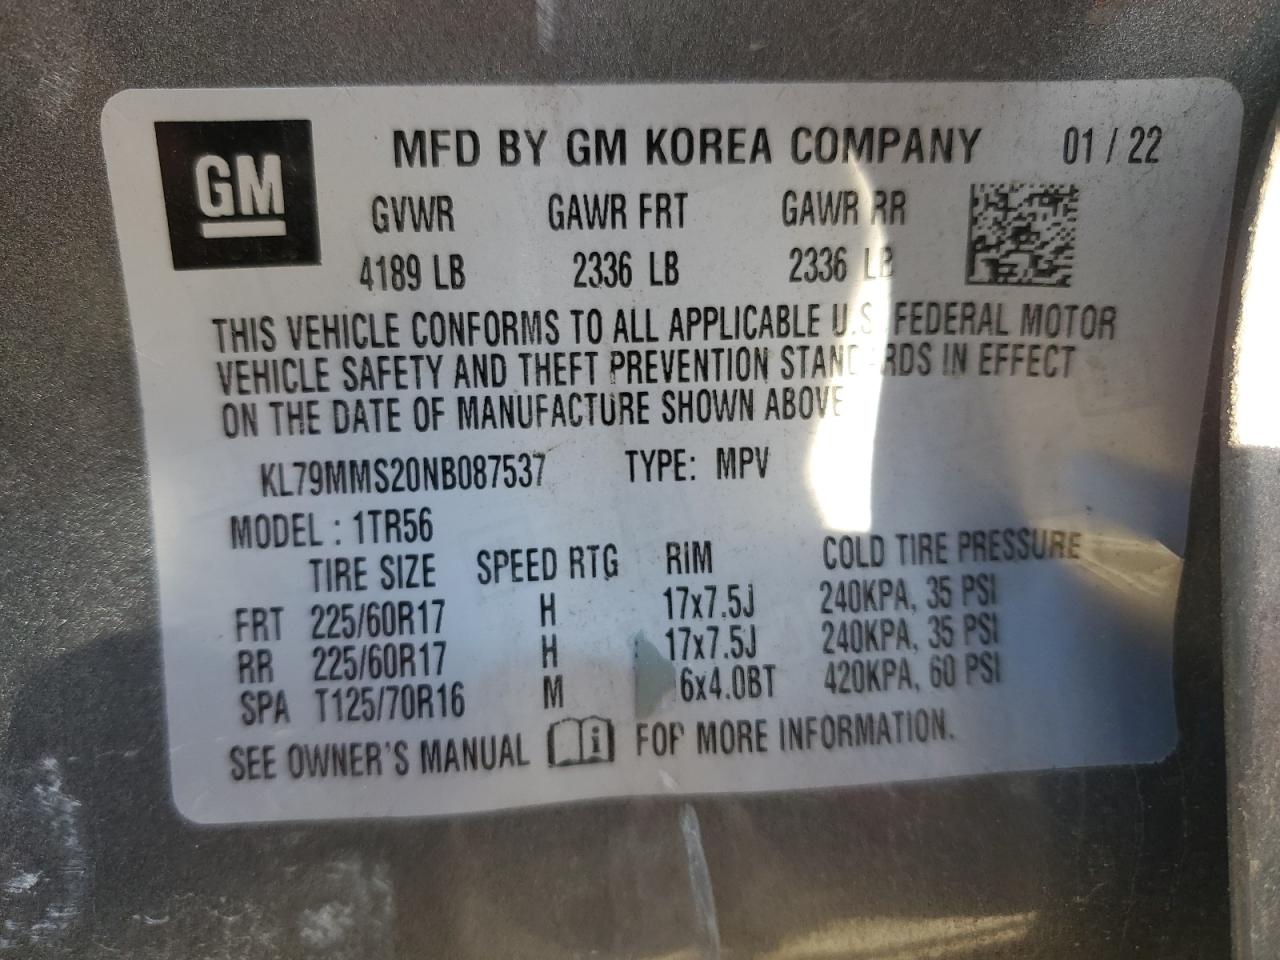 GM
MFD BY GM KOREA COMPANY 01 / 22
GVWR GAWR FRT GAWR RR
4189 LB 2336 LB 2336 LB
THIS VEHICLE CONFORMS TO ALL APPLICABLE U.S. FEDERAL MOTOR
VEHICLE SAFETY AND THEFT PREVENTION STANDARDS IN EFFECT
ON THE DATE OF MANUFACTURE SHOWN ABOVE
KL79MMS20NB087537 TYPE: MPV
MODEL : 1TR56
TIRE SIZE SPEED RTG RIM COLD TIRE PRESSURE
FRT 225/60R17 H 17x7.5J 240KPA, 35 PSI
RR 225/60R17 H 17x7.5J 240KPA, 35 PSI
SPA T125/70R16 M 6x4.0BT 420KPA, 60 PSI
SEE OWNER'S MANUAL i FOR MORE INFORMATION.